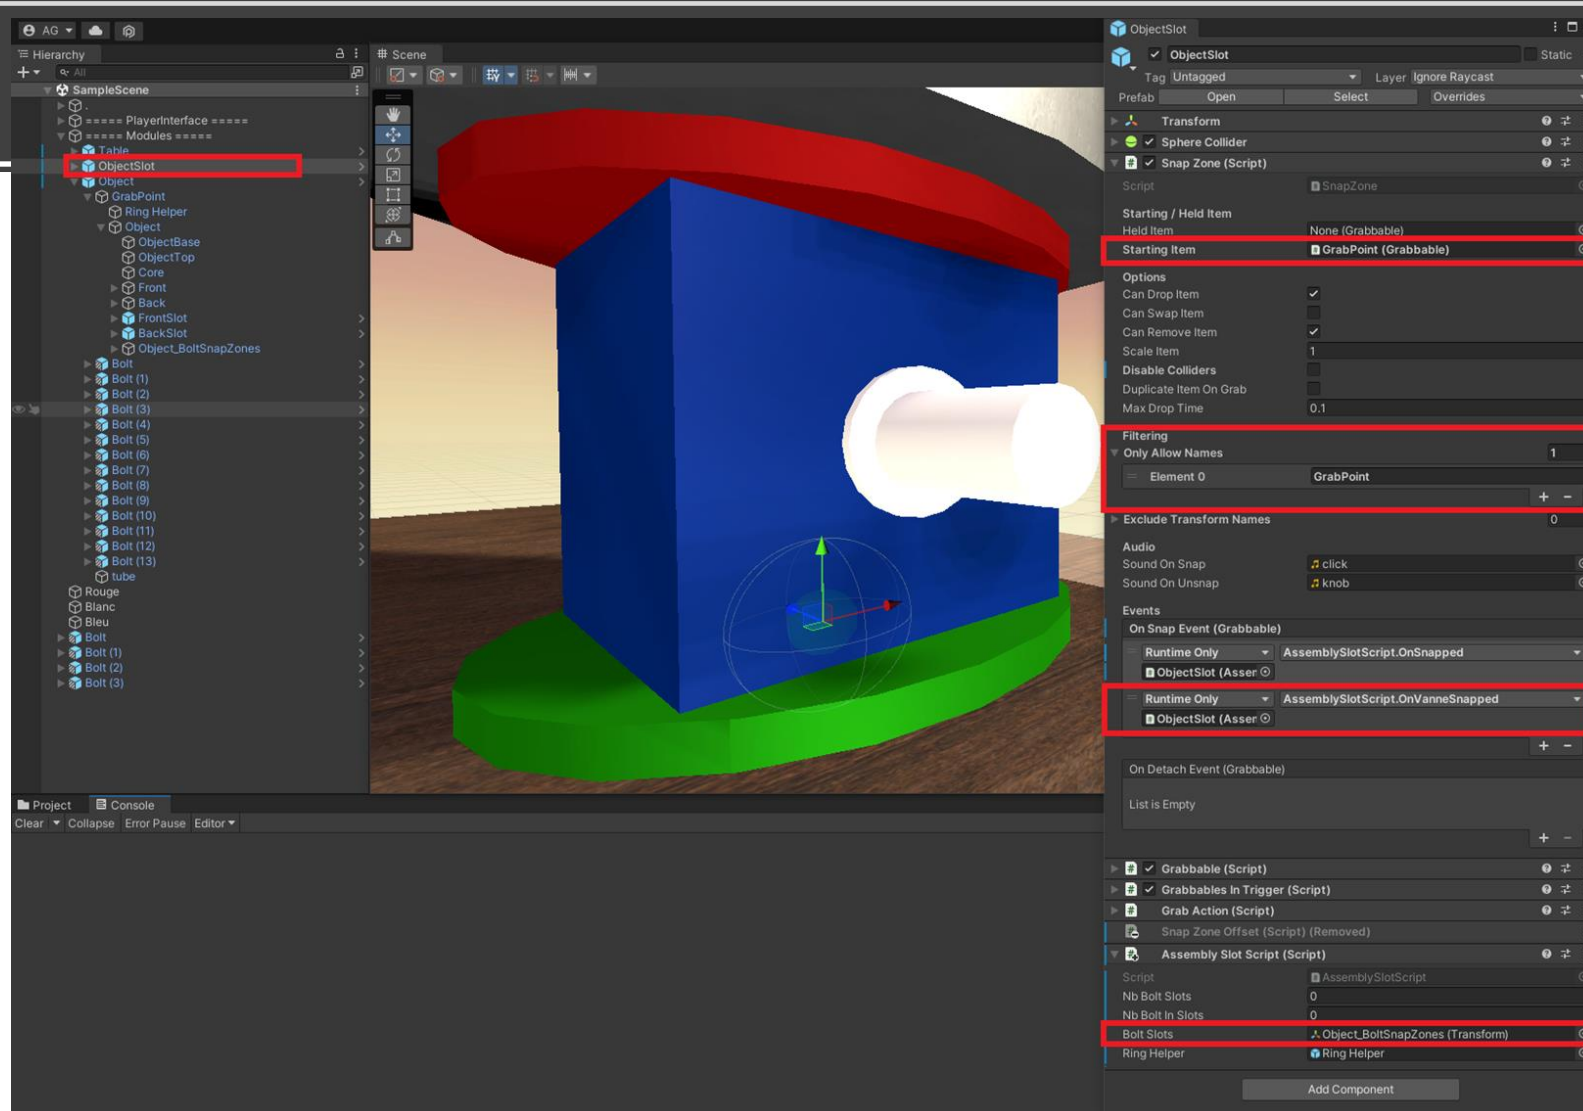 AG
Hierarchy
All
SampleScene
.
===== PlayerInterface =====
===== Modules =====
Table
ObjectSlot
Object
GrabPoint
Ring Helper
Object
ObjectBase
ObjectTop
Core
Front
Back
FrontSlot
BackSlot
Object_BoltSnapZones
Bolt
Bolt (1)
Bolt (2)
Bolt (3)
Bolt (4)
Bolt (5)
Bolt (6)
Bolt (7)
Bolt (8)
Bolt (9)
Bolt (10)
Bolt (11)
Bolt (12)
Bolt (13)
tube
Rouge
Blanc
Bleu
Bolt
Bolt (1)
Bolt (2)
Bolt (3)
Scene
Project Console
Clear Collapse Error Pause Editor
ObjectSlot
ObjectSlot Static
Tag Untagged Layer Ignore Raycast
Prefab Open Select Overrides
Transform
Sphere Collider
Snap Zone (Script)
Script SnapZone
Starting / Held Item
Held Item None (Grabbable)
Starting Item GrabPoint (Grabbable)
Options
Can Drop Item
Can Swap Item
Can Remove Item
Scale Item 1
Disable Colliders
Duplicate Item On Grab
Max Drop Time 0.1
Filtering
Only Allow Names 1
Element 0 GrabPoint
+ −
Exclude Transform Names 0
Audio
Sound On Snap click
Sound On Unsnap knob
Events
On Snap Event (Grabbable)
Runtime Only AssemblySlotScript.OnSnapped
ObjectSlot (Asser
Runtime Only AssemblySlotScript.OnVanneSnapped
ObjectSlot (Asser
+ −
On Detach Event (Grabbable)
List is Empty
+ −
Grabbable (Script)
Grabbables In Trigger (Script)
Grab Action (Script)
Snap Zone Offset (Script) (Removed)
Assembly Slot Script (Script)
Script AssemblySlotScript
Nb Bolt Slots 0
Nb Bolt In Slots 0
Bolt Slots Object_BoltSnapZones (Transform)
Ring Helper Ring Helper
Add Component